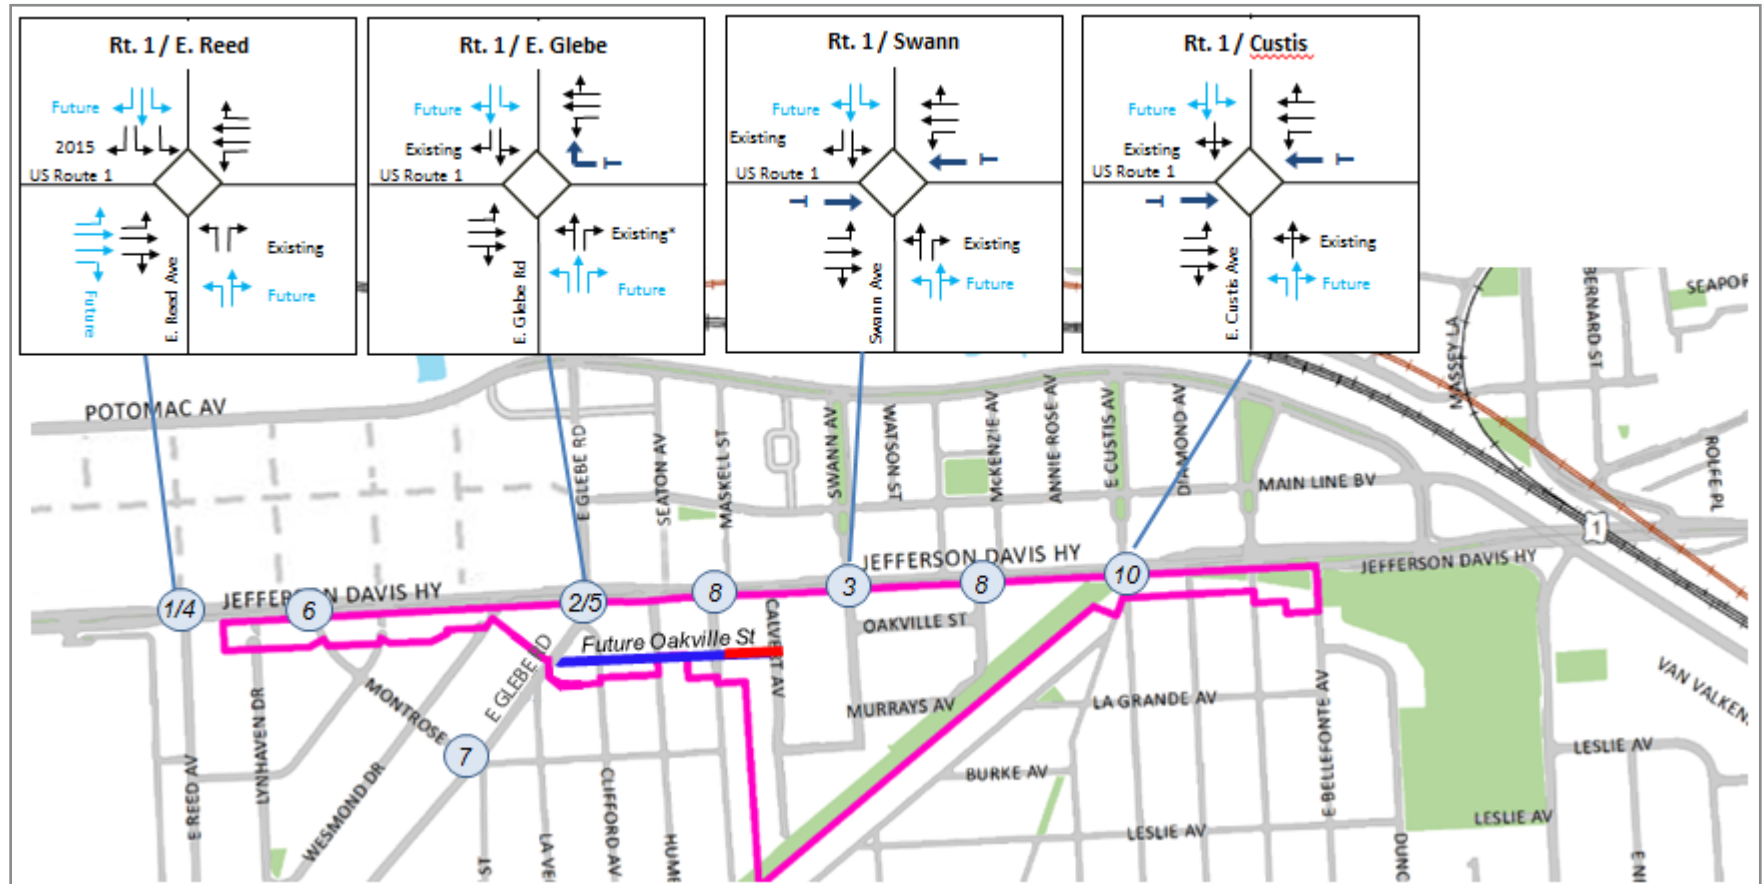 Rt. 1 / E. Reed
Future
2015
US Route 1
Existing
Future
Future
E. Reed Ave
Rt. 1 / E. Glebe
Future
Existing
T
US Route 1
Existing*
Future
E. Glebe Rd
Rt. 1 / Swann
Future
Existing
T
US Route 1
T
Existing
Future
Swann Ave
Rt. 1 / Custis
Future
Existing
T
US Route 1
T
Existing
Future
E. Custis Ave
POTOMAC AV
E GLEBE RD
SEATON AV
MASKELL ST
SWANN AV
WATSON ST
McKENZIE AV
ANNIE ROSE AV
E CUSTIS AV
DIAMOND AV
MAIN LINE BV
MASSEY LA
BERNARD ST
SEAPOR
ROLFE PL
1
JEFFERSON DAVIS HY
JEFFERSON DAVIS HY
JEFFERSON DAVIS HY
1/4
6
2/5
8
3
8
10
7
Future Oakville St
CALVERT AV
OAKVILLE ST
MURRAYS AV
LA GRANDE AV
BURKE AV
LESLIE AV
LESLIE AV
LESLIE AV
VAN VALKEN
E BELLEFONTE AV
DUNC
E REED AV
LYNHAVEN DR
WESMOND DR
MONTROSE
E GLEBE RD
ST
LA VE
CLIFFORD AV
HUME